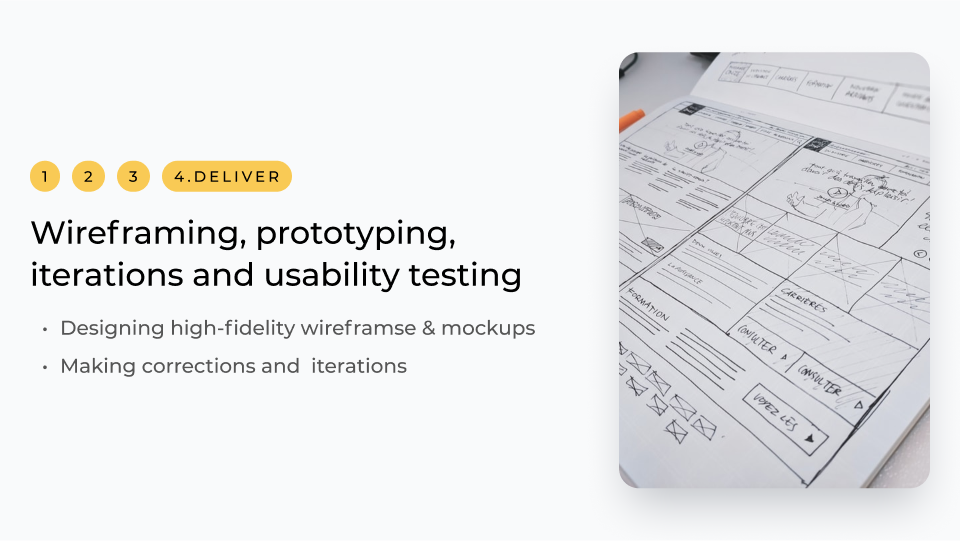 1 2 3 4.DELIVER
Wireframing, prototyping,
iterations and usability testing
• Designing high-fidelity wireframse & mockups
• Making corrections and  iterations
FORMATION
CARRIÈRES
CONSULTER
CONSULTER
VOYEZ LES